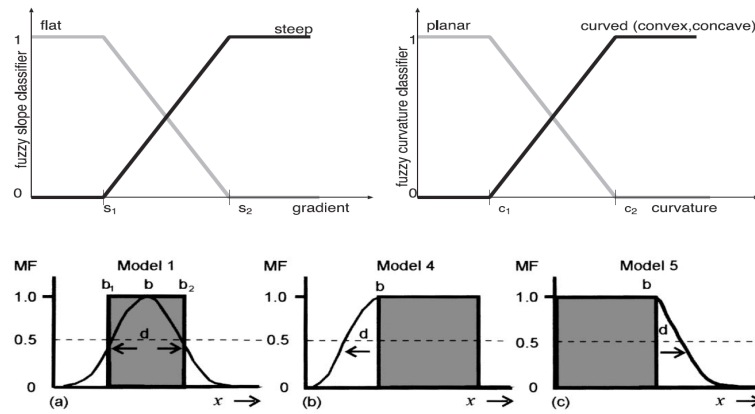 flat
steep
fuzzy slope classifier
1
0
s1
s2
gradient
planar
curved (convex,concave)
fuzzy curvature classifier
1
0
c1
c2
curvature
MF
Model 1
b1 b b2
1.0
0.5
d
0
(a)
x
MF
Model 4
b
1.0
0.5
d
0
(b)
x
MF
Model 5
b
1.0
0.5
d
0
(c)
x